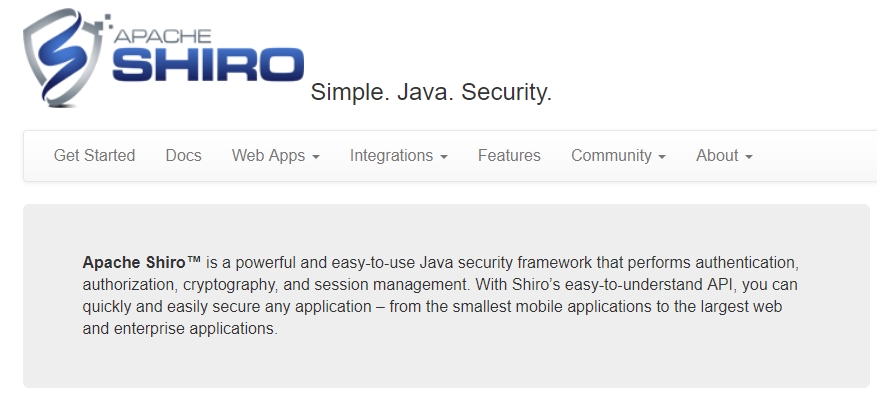 APACHE
SHIRO
Simple. Java. Security.
Get Started Docs Web Apps Integrations Features Community About
Apache Shiro™ is a powerful and easy-to-use Java security framework that performs authentication,
authorization, cryptography, and session management. With Shiro’s easy-to-understand API, you can
quickly and easily secure any application – from the smallest mobile applications to the largest web
and enterprise applications.